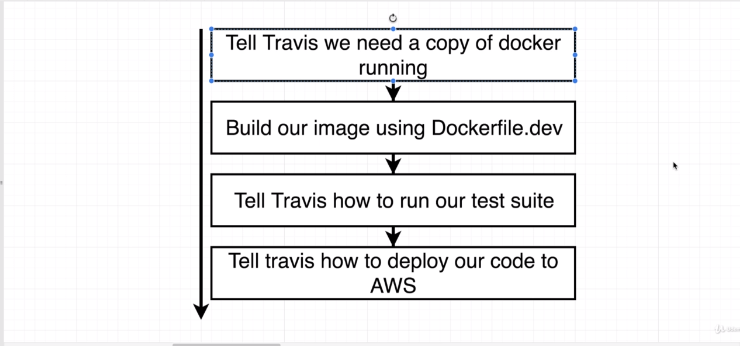 Tell Travis we need a copy of docker
running
Build our image using Dockerfile.dev
Tell Travis how to run our test suite
Tell travis how to deploy our code to
AWS